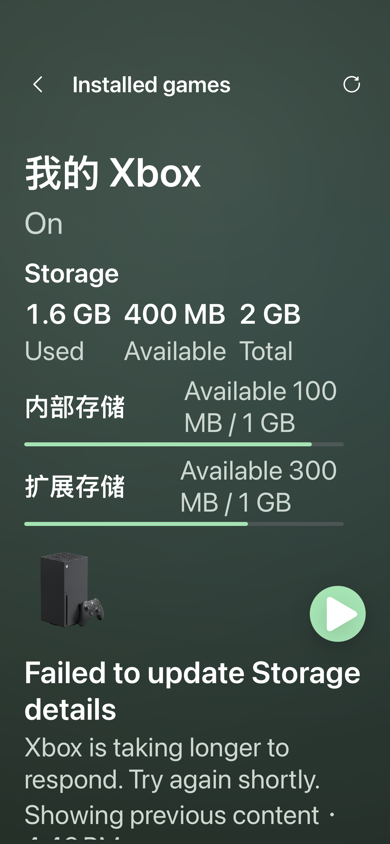 Installed games
我的 Xbox
On
Storage
1.6 GB 400 MB 2 GB
Used Available Total
内部存储
Available 100
MB / 1 GB
扩展存储
Available 300
MB / 1 GB
Failed to update Storage
details
Xbox is taking longer to
respond. Try again shortly.
Showing previous content ·